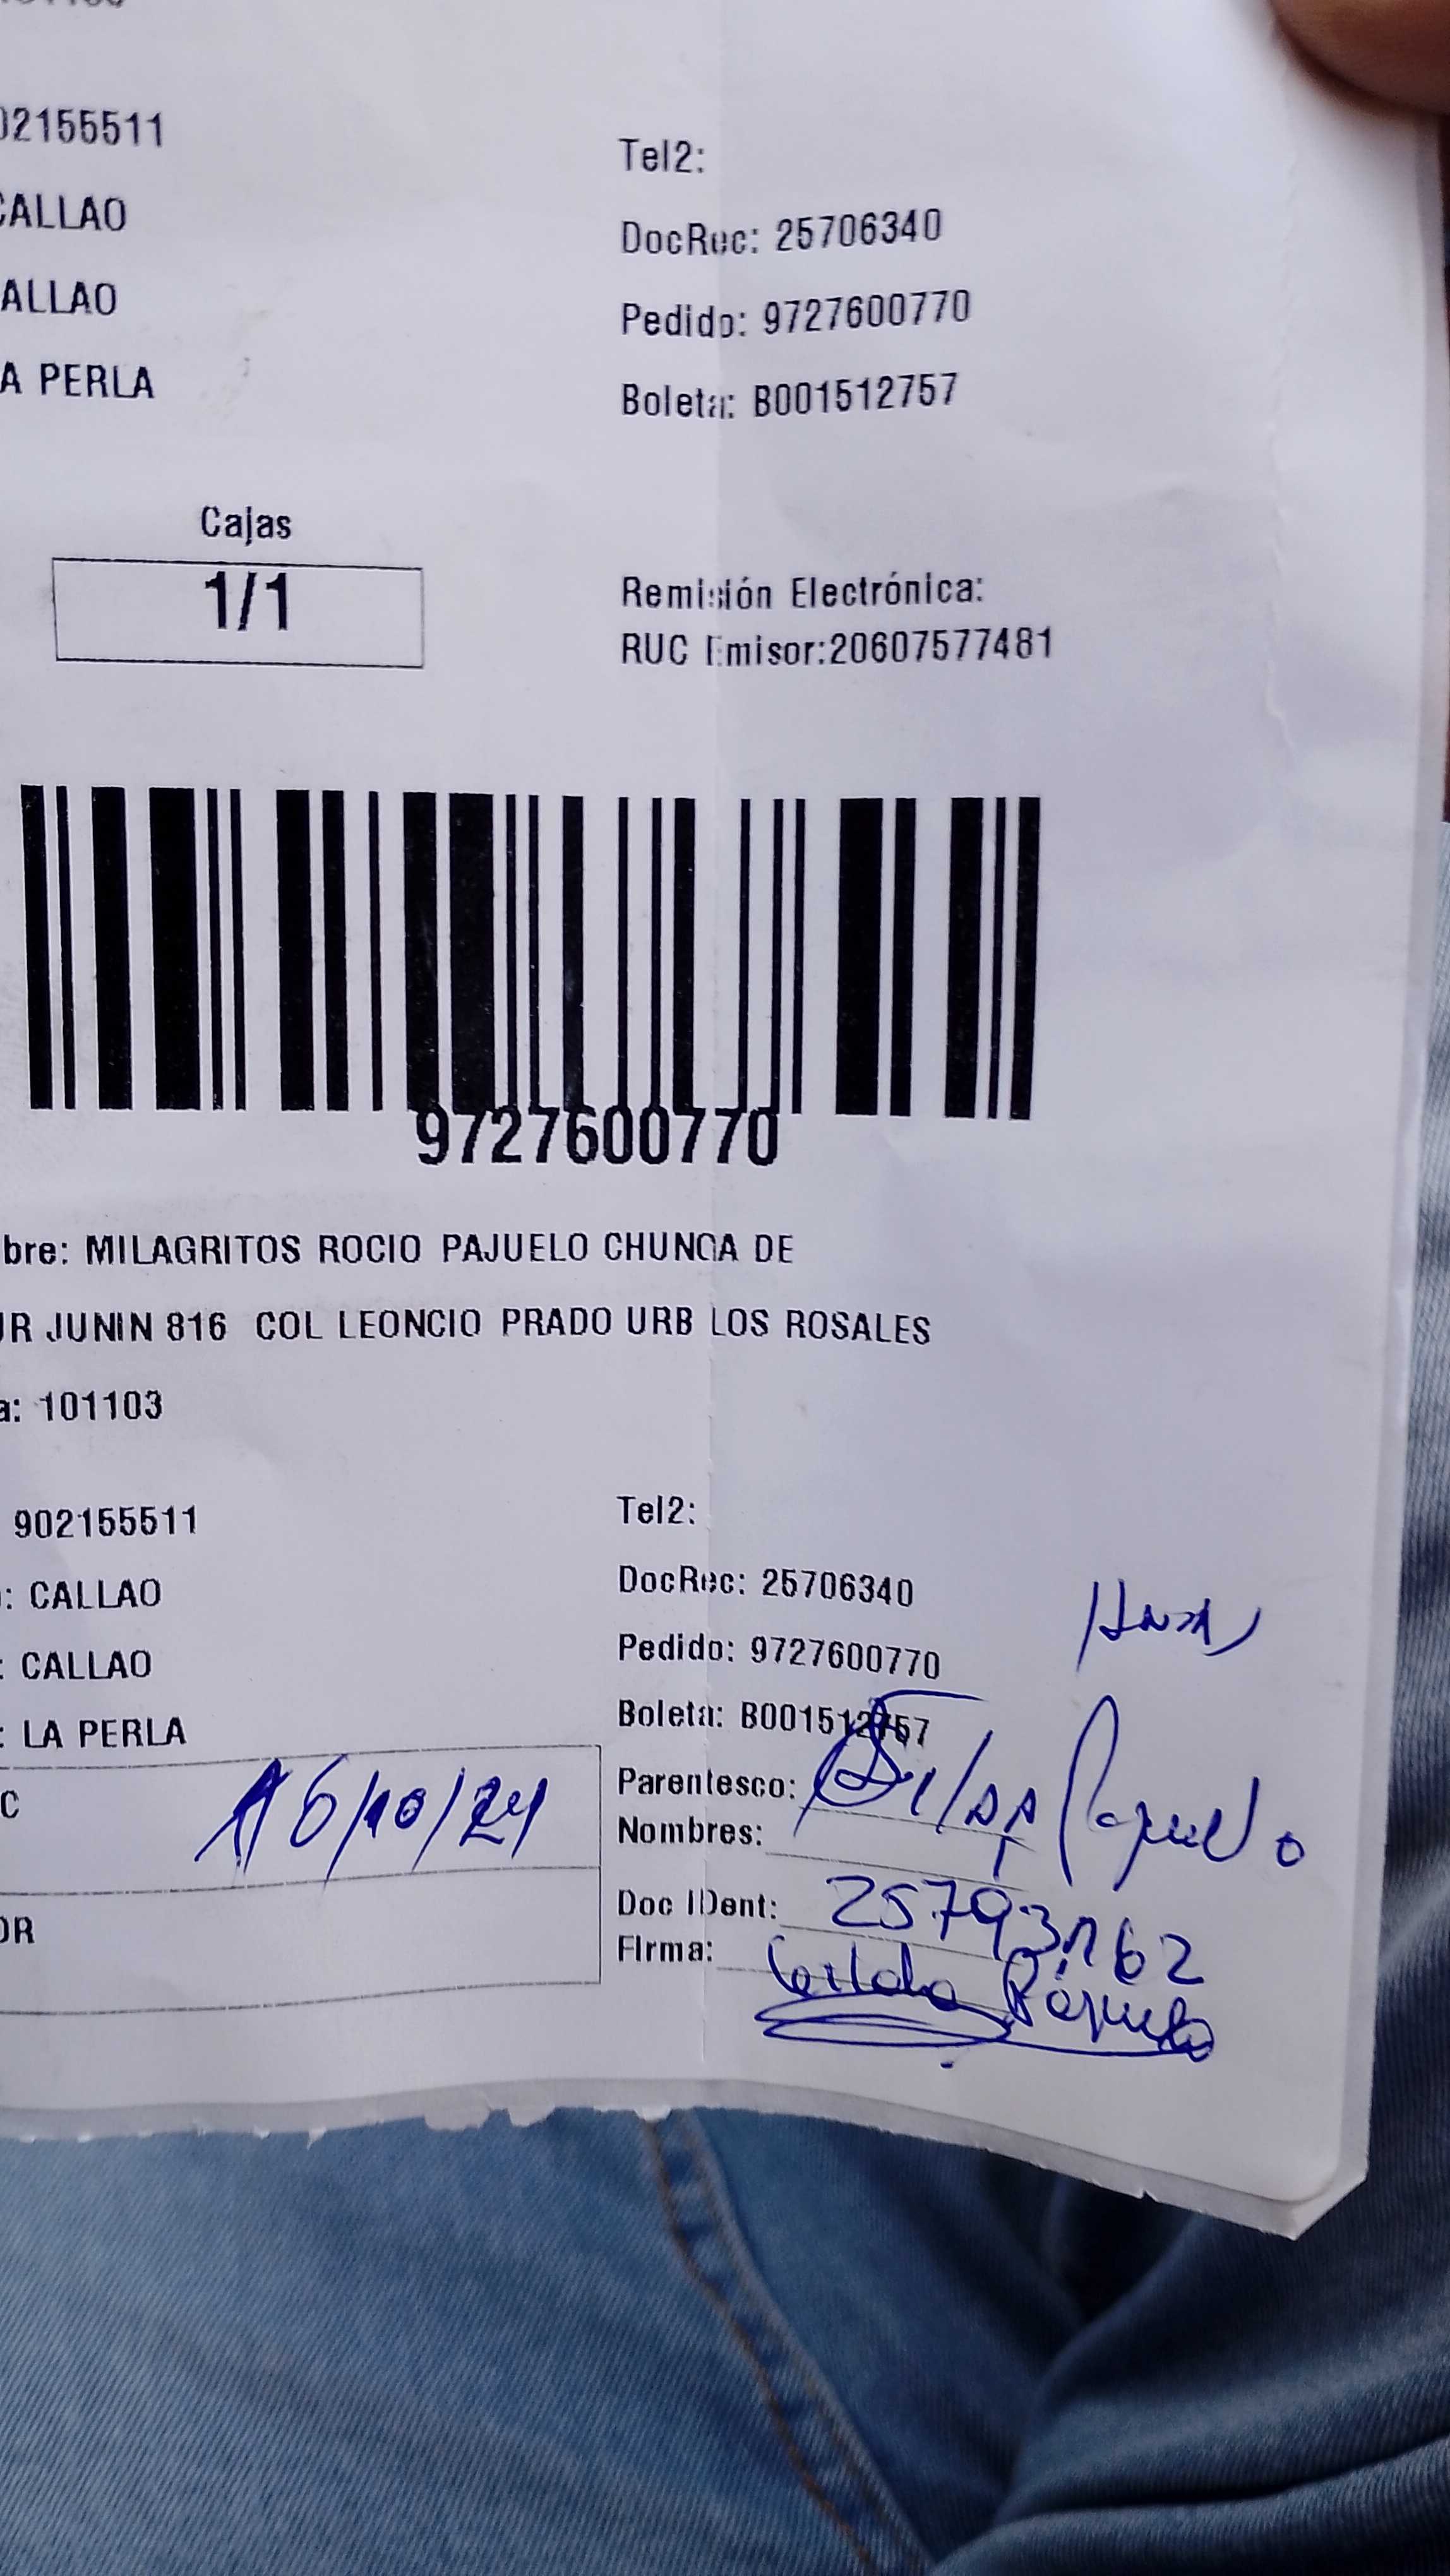 02155511
Tel2:
CALLAO
DocRec: 25706340
ALLAO
Pedido: 9727600770
A PERLA
Boleta: B001512757
Cajas
1/1
Remisión Electrónica:
RUC Emisor:20607577481
9727600770
bre: MILAGRITOS ROCIO PAJUELO CHUNGA DE
JR JUNIN 816 COL LEONCIO PRADO URB LOS ROSALES
a: 101103
902155511
Tel2:
: CALLAO
DocRec: 25706340
: CALLAO
Pedido: 9727600770
: LA PERLA
Boleta: B001512757
C
16/10/24
Parentesco:
Nombres: Pajuelo
Doc IDent: 25793162
OR
Firma: Pajuelo